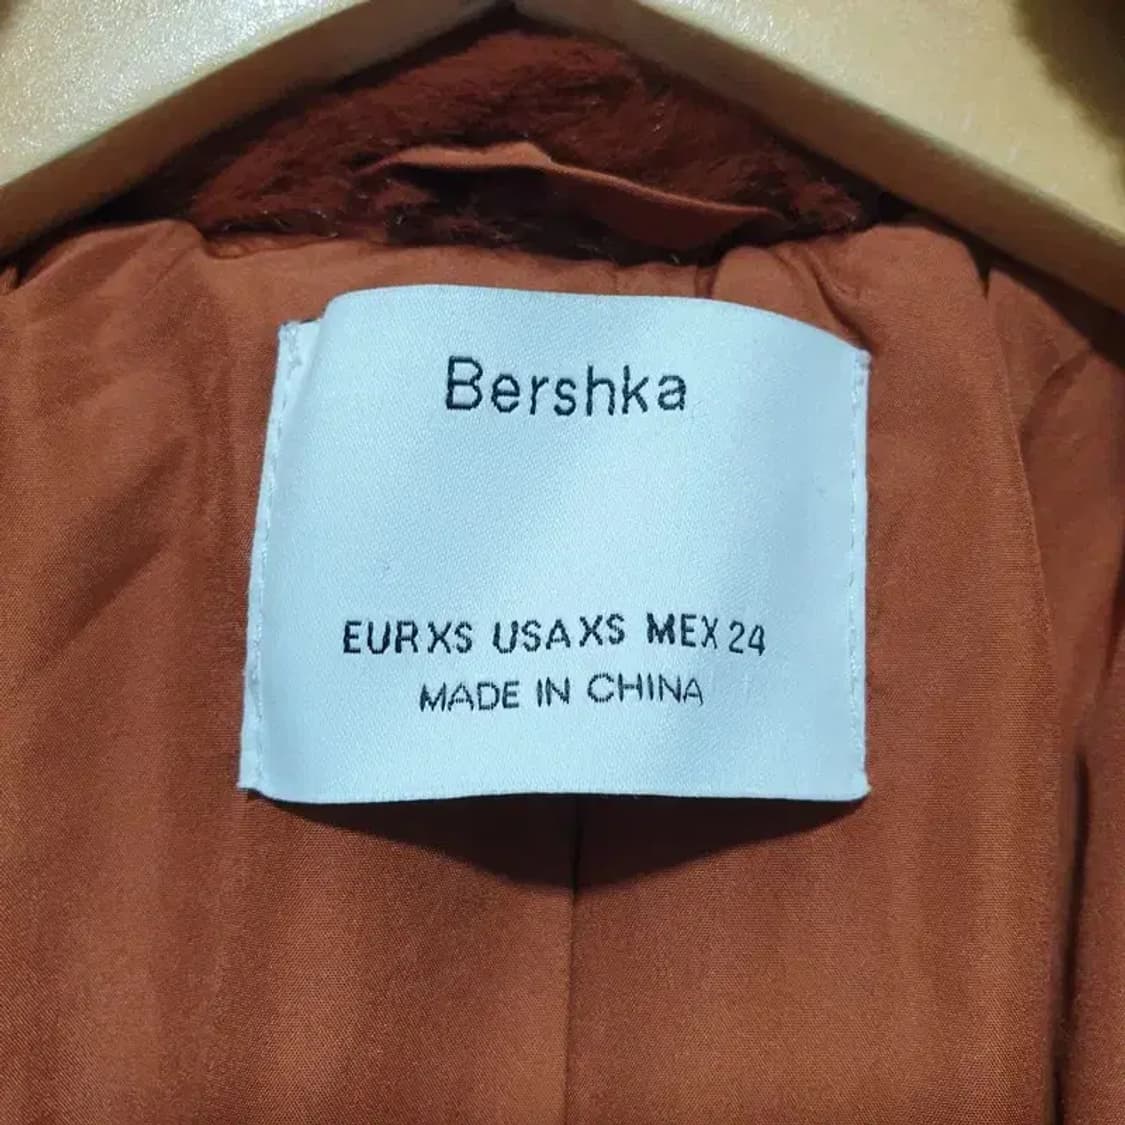 Bershka
EUR XS USA XS MEX 24
MADE IN CHINA